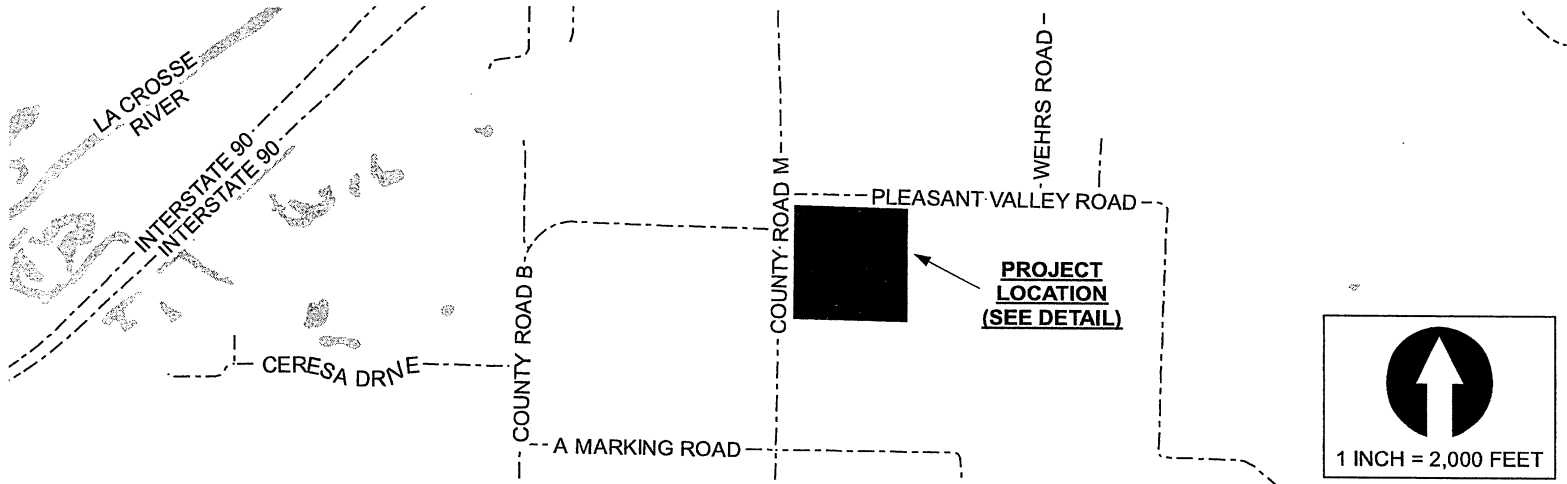 LA CROSSE
RIVER
INTERSTATE 90
INTERSTATE 90
COUNTY ROAD B
CERESA DRIVE
A MARKING ROAD
COUNTY ROAD M
WEHRS ROAD
PLEASANT VALLEY ROAD
PROJECT
LOCATION
(SEE DETAIL)
1 INCH = 2,000 FEET